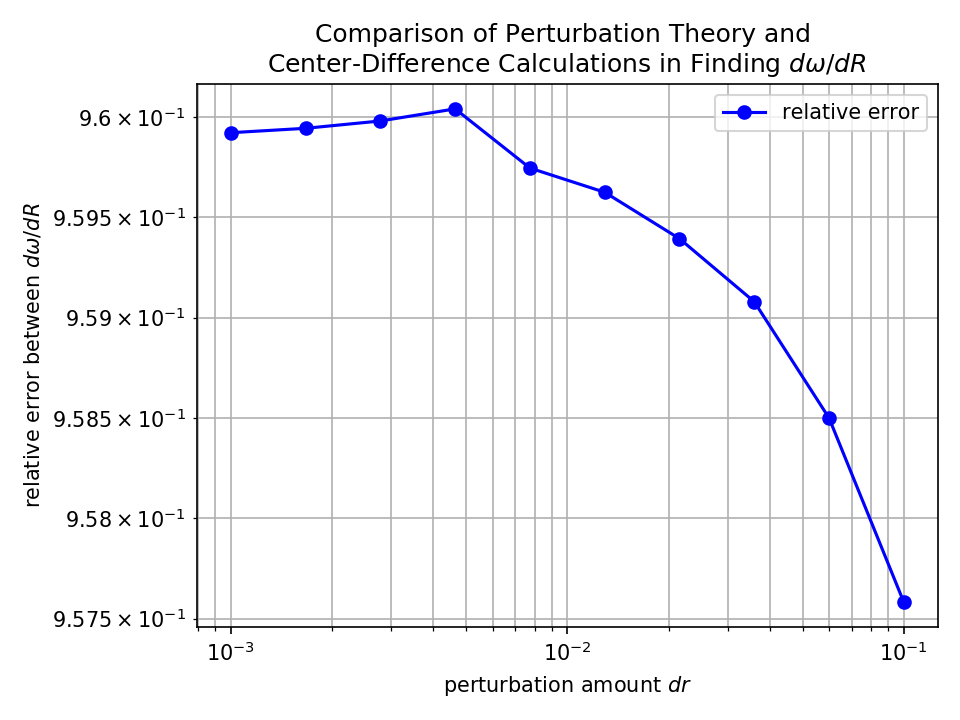 Comparison of Perturbation Theory and
Center-Difference Calculations in Finding dω/dR
relative error
relative error between dω/dR
9.6 × 10⁻¹
9.595 × 10⁻¹
9.59 × 10⁻¹
9.585 × 10⁻¹
9.58 × 10⁻¹
9.575 × 10⁻¹
10⁻³ 10⁻² 10⁻¹
perturbation amount dr